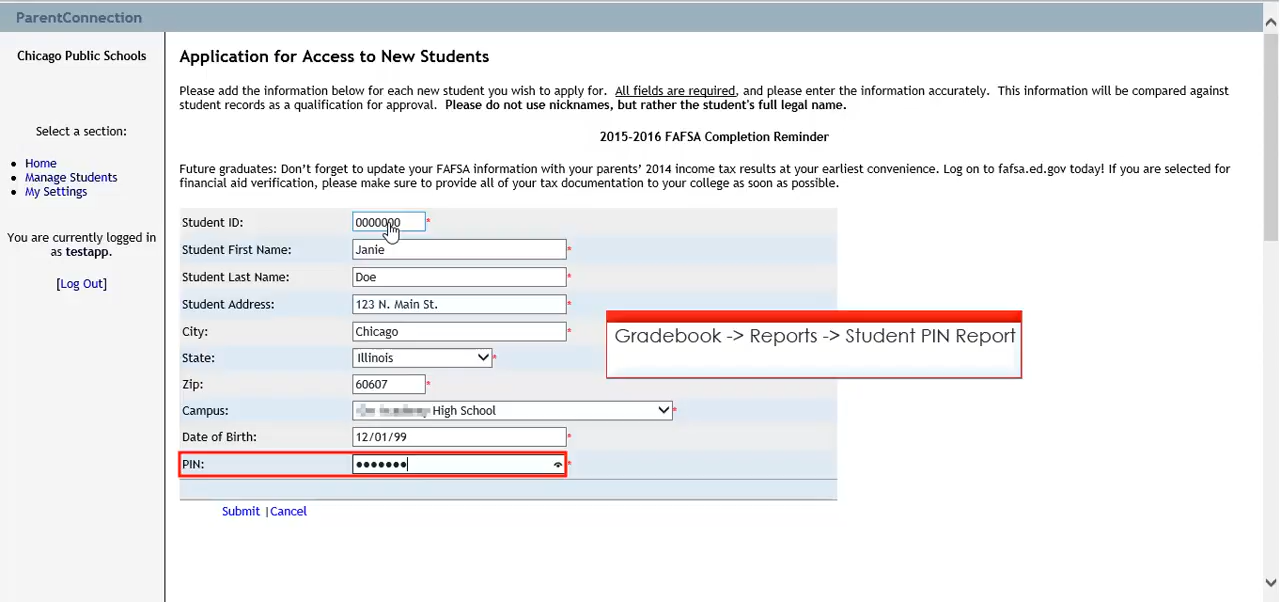 ParentConnection
Chicago Public Schools
Select a section:
Home
Manage Students
My Settings
You are currently logged in
as testapp.
[Log Out]
Application for Access to New Students
Please add the information below for each new student you wish to apply for. All fields are required, and please enter the information accurately. This information will be compared against
student records as a qualification for approval. Please do not use nicknames, but rather the student's full legal name.
2015-2016 FAFSA Completion Reminder
Future graduates: Don't forget to update your FAFSA information with your parents' 2014 income tax results at your earliest convenience. Log on to fafsa.ed.gov today! If you are selected for
financial aid verification, please make sure to provide all of your tax documentation to your college as soon as possible.
Student ID: 0000000 *
Student First Name: Janie *
Student Last Name: Doe *
Student Address: 123 N. Main St. *
City: Chicago *
State: Illinois *
Zip: 60607 *
Campus: High School *
Date of Birth: 12/01/99 *
PIN: ••••••• *
Gradebook -> Reports -> Student PIN Report
Submit | Cancel